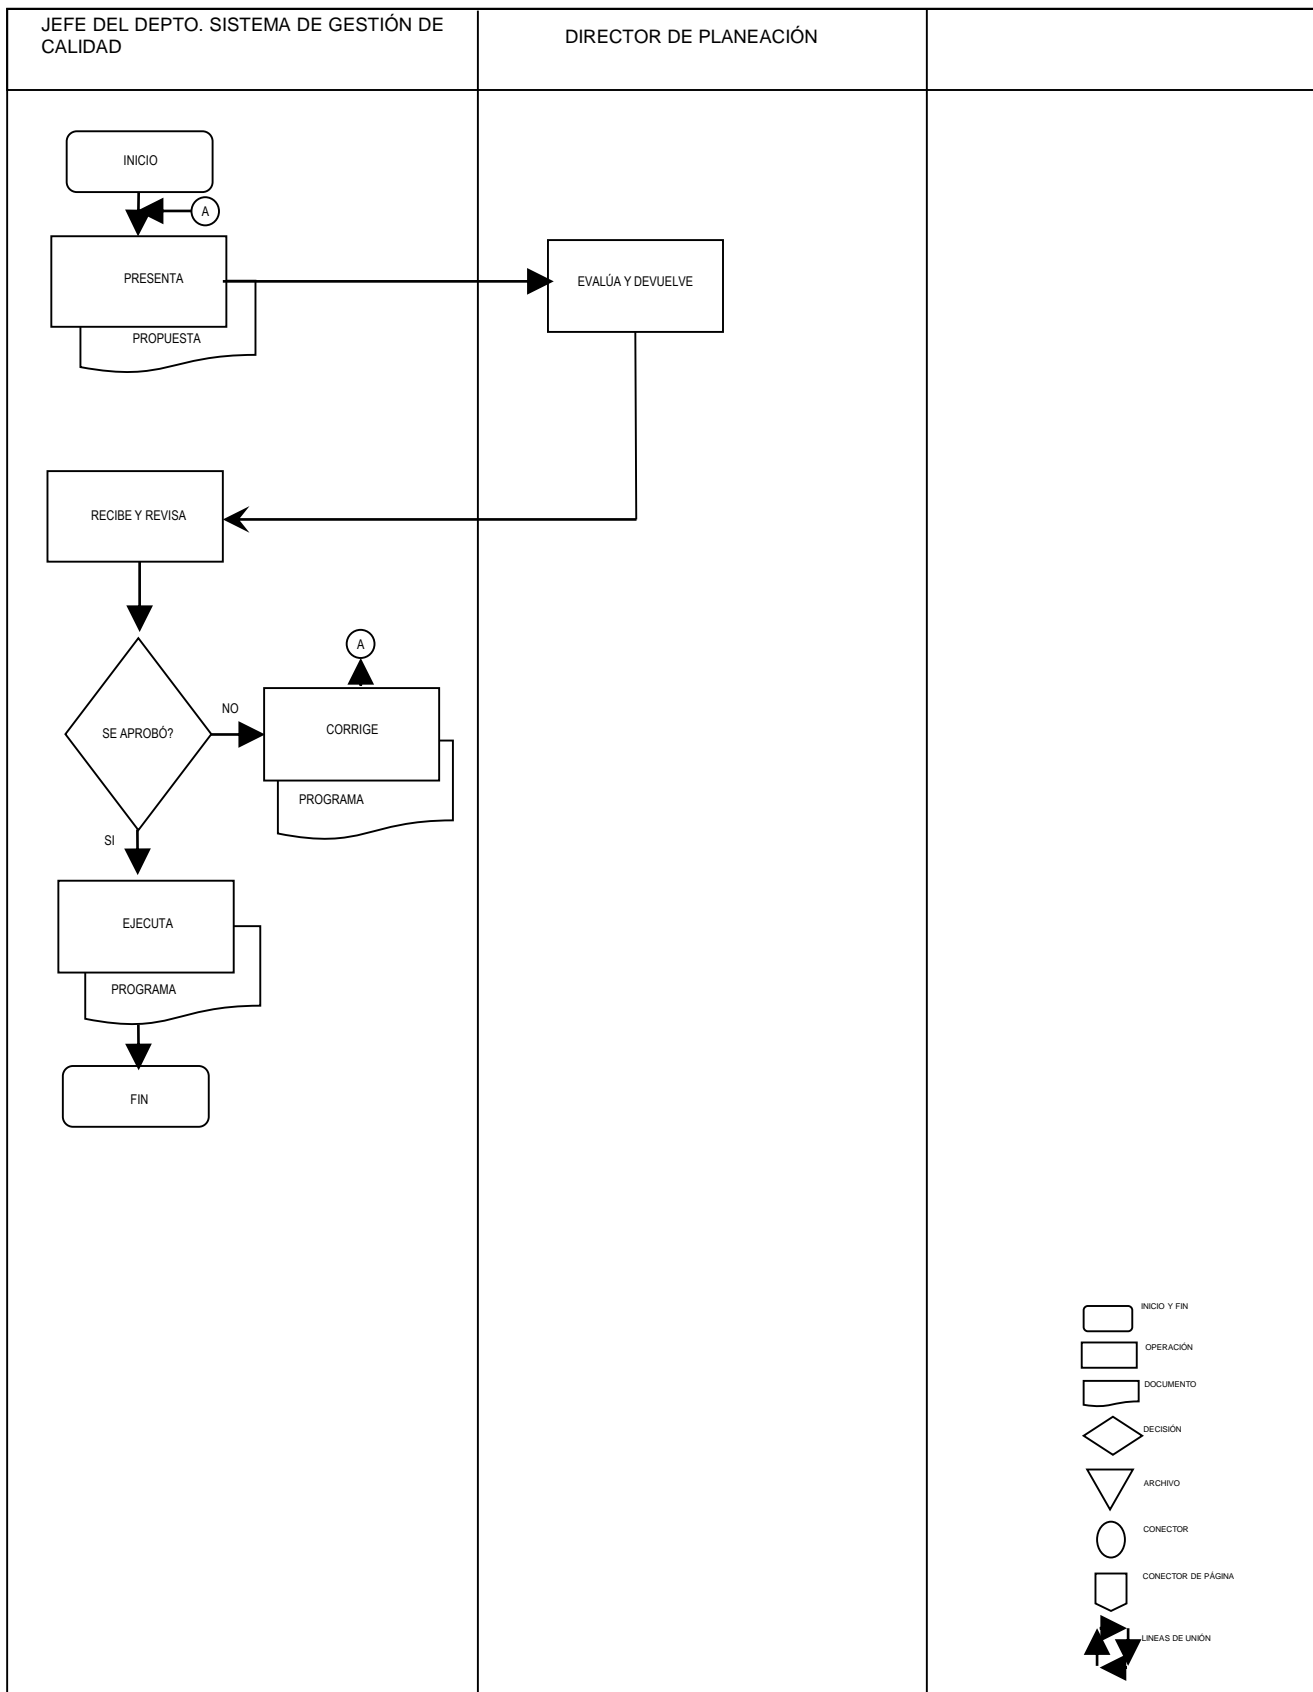 JEFE DEL DEPTO. SISTEMA DE GESTIÓN DE
CALIDAD
DIRECTOR DE PLANEACIÓN
INICIO
A
PRESENTA
EVALÚA Y DEVUELVE
PROPUESTA
RECIBE Y REVISA
A
NO
SE APROBÓ?
CORRIGE
PROGRAMA
SI
EJECUTA
PROGRAMA
FIN
INICIO Y FIN
OPERACIÓN
DOCUMENTO
DECISIÓN
ARCHIVO
CONECTOR
CONECTOR DE PÁGINA
LINEAS DE UNIÓN